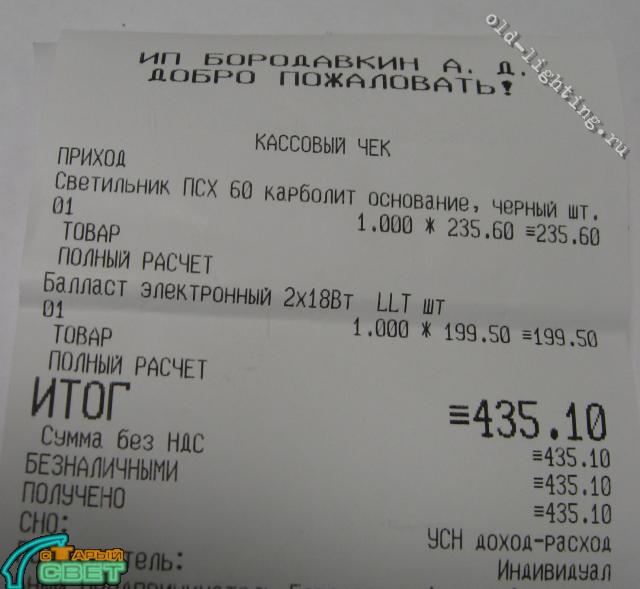 old-lighting.ru
ИП БОРОДАВКИН А. Д.
ДОБРО ПОЖАЛОВАТЬ!
КАССОВЫЙ ЧЕК
ПРИХОД
Светильник ПСХ 60 карболит основание, черный шт.
01 1.000 * 235.60 ≡235.60
ТОВАР
ПОЛНЫЙ РАСЧЕТ
Балласт электронный 2х18Вт LLT шт
01 1.000 * 199.50 ≡199.50
ТОВАР
ПОЛНЫЙ РАСЧЕТ
ИТОГ ≡435.10
Сумма без НДС ≡435.10
БЕЗНАЛИЧНЫМИ ≡435.10
ПОЛУЧЕНО ≡435.10
СНО: УСН доход-расход
Индивидуал
СТАРЫЙ
СВЕТ